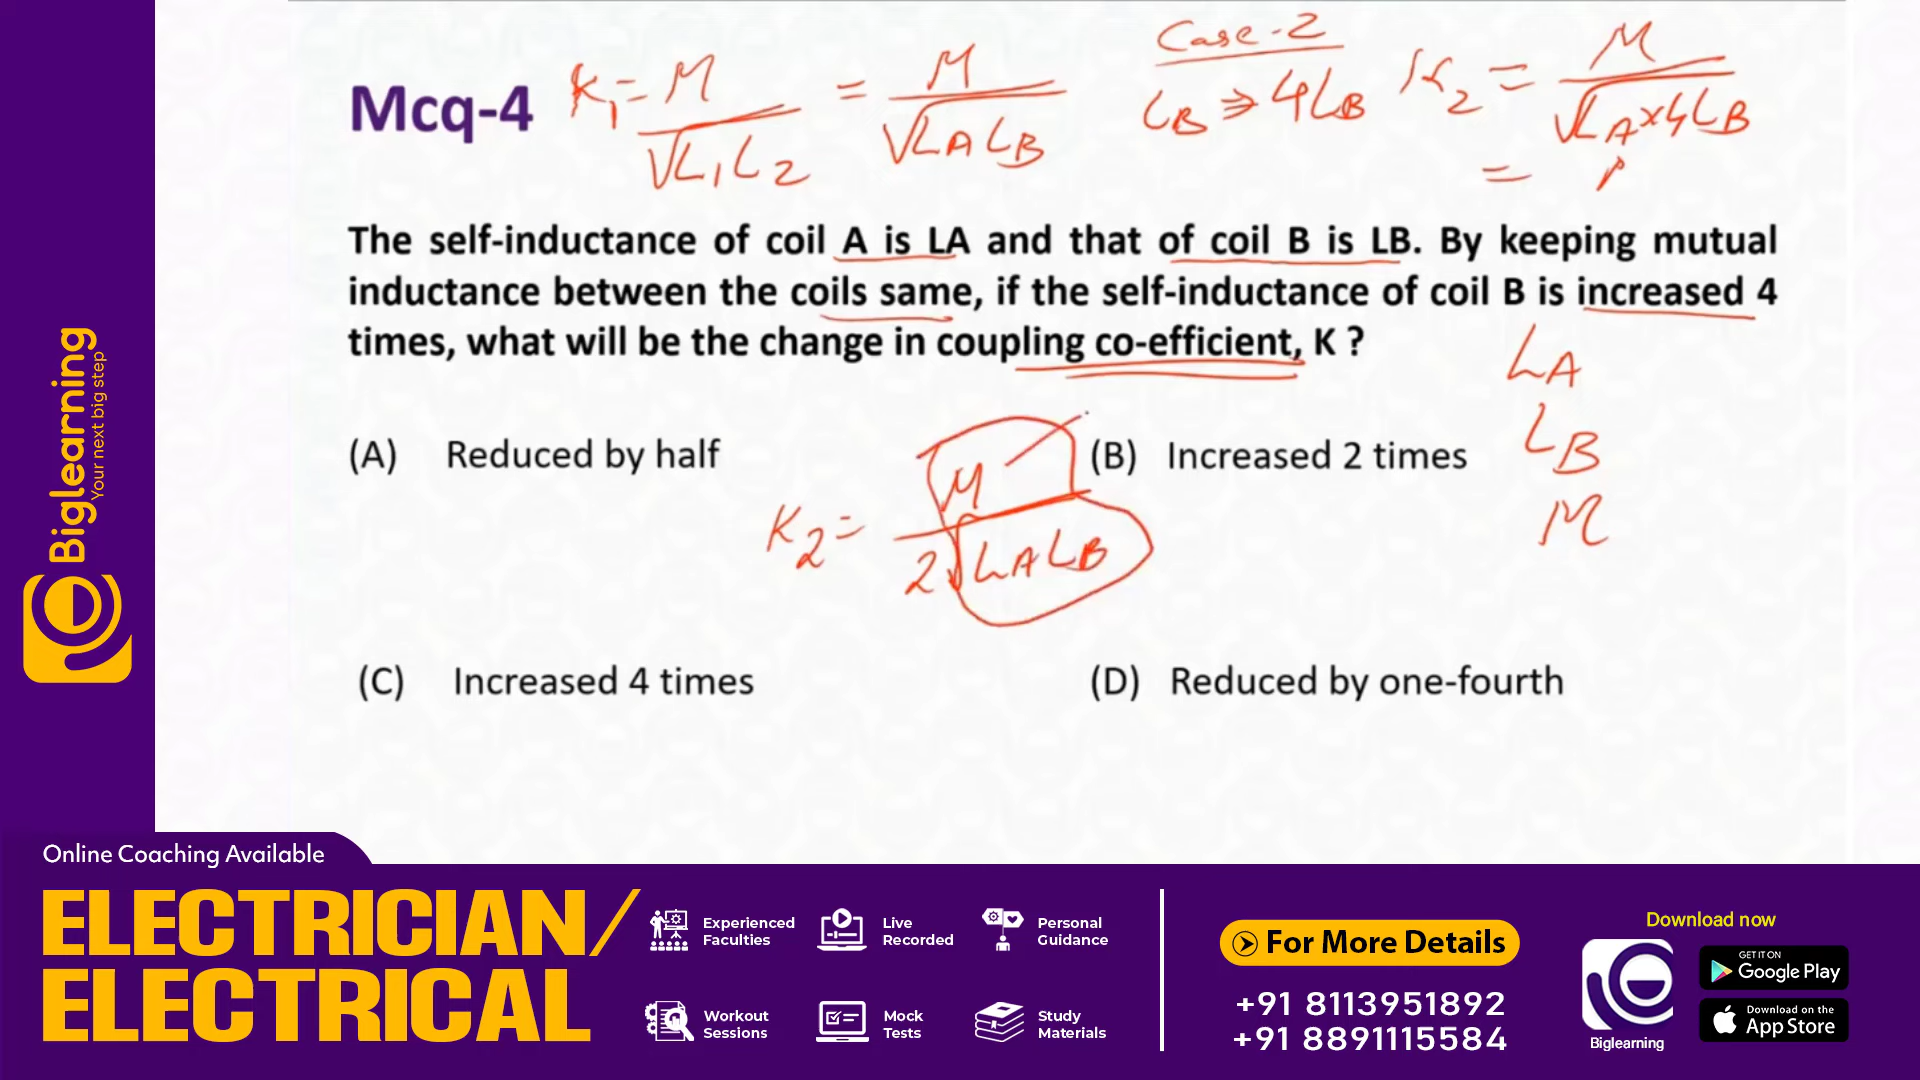 Case-2
Mcq-4 K₁ = M/√L₁L₂ = M/√LALB LB ⇒ 4LB K₂ = M/√LA×4LB
=
The self-inductance of coil A is LA and that of coil B is LB. By keeping mutual
inductance between the coils same, if the self-inductance of coil B is increased 4
times, what will be the change in coupling co-efficient, K ?
LA
LB
M
(A) Reduced by half
(B) Increased 2 times
K₂ = M/2√LALB
(C) Increased 4 times
(D) Reduced by one-fourth
Biglearning
Your next big step
Online Coaching Available
ELECTRICIAN/
ELECTRICAL
Experienced
Faculties
Live
Recorded
Personal
Guidance
Workout
Sessions
Mock
Tests
Study
Materials
For More Details
+91 8113951892
+91 8891115584
Download now
Biglearning
GET IT ON
Google Play
Download on the
App Store